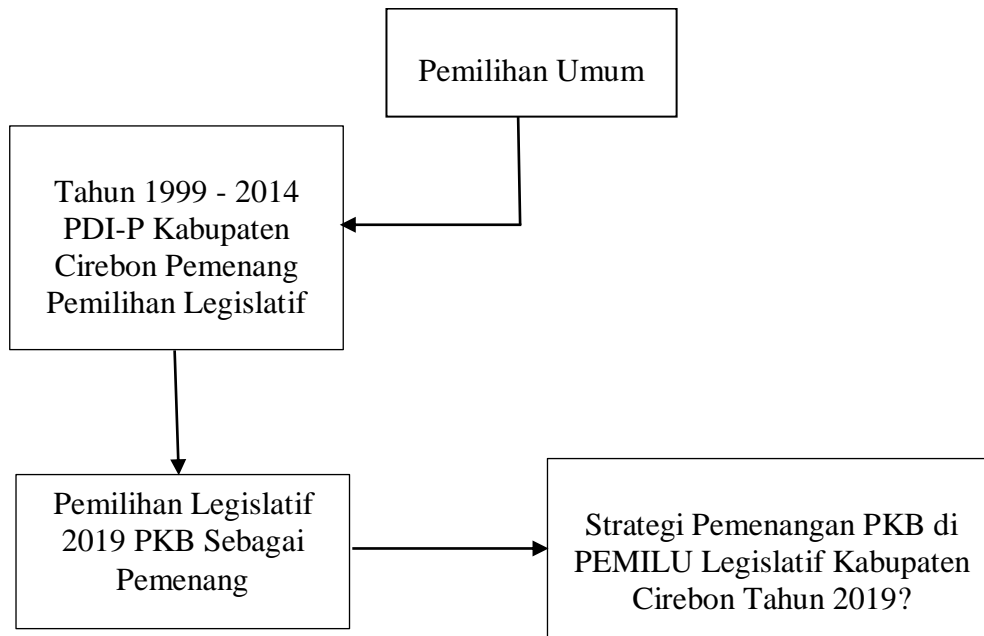 Pemilihan Umum
Tahun 1999 - 2014
PDI-P Kabupaten
Cirebon Pemenang
Pemilihan Legislatif
Pemilihan Legislatif
2019 PKB Sebagai
Pemenang
Strategi Pemenangan PKB di
PEMILU Legislatif Kabupaten
Cirebon Tahun 2019?